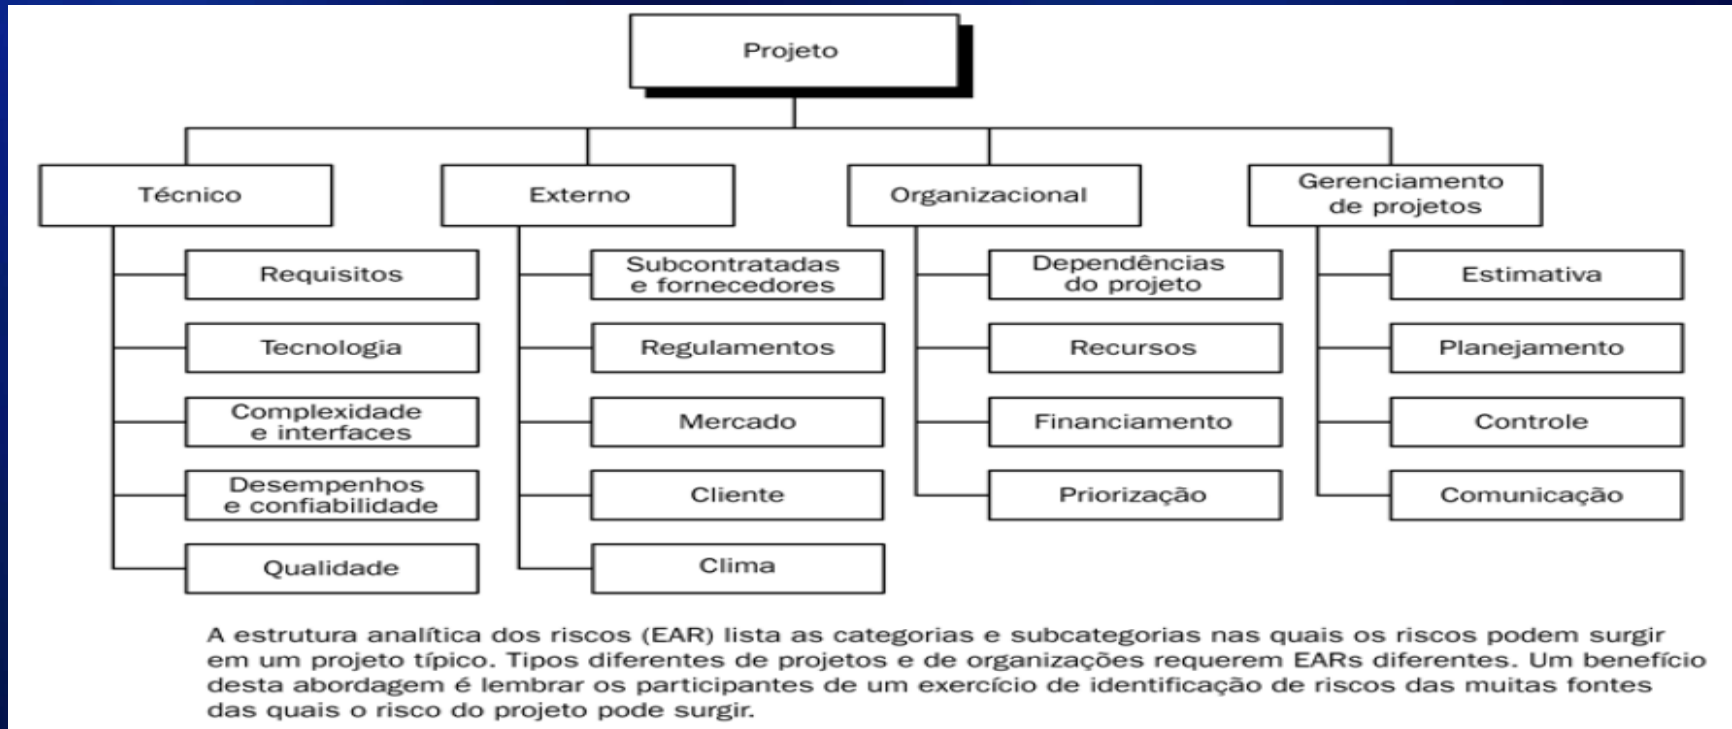 Projeto
Técnico
Requisitos
Tecnologia
Complexidade
e interfaces
Desempenhos
e confiabilidade
Qualidade
Externo
Subcontratadas
e fornecedores
Regulamentos
Mercado
Cliente
Clima
Organizacional
Dependências
do projeto
Recursos
Financiamento
Priorização
Gerenciamento
de projetos
Estimativa
Planejamento
Controle
Comunicação
A estrutura analítica dos riscos (EAR) lista as categorias e subcategorias nas quais os riscos podem surgir
em um projeto típico. Tipos diferentes de projetos e de organizações requerem EARs diferentes. Um benefício
desta abordagem é lembrar os participantes de um exercício de identificação de riscos das muitas fontes
das quais o risco do projeto pode surgir.